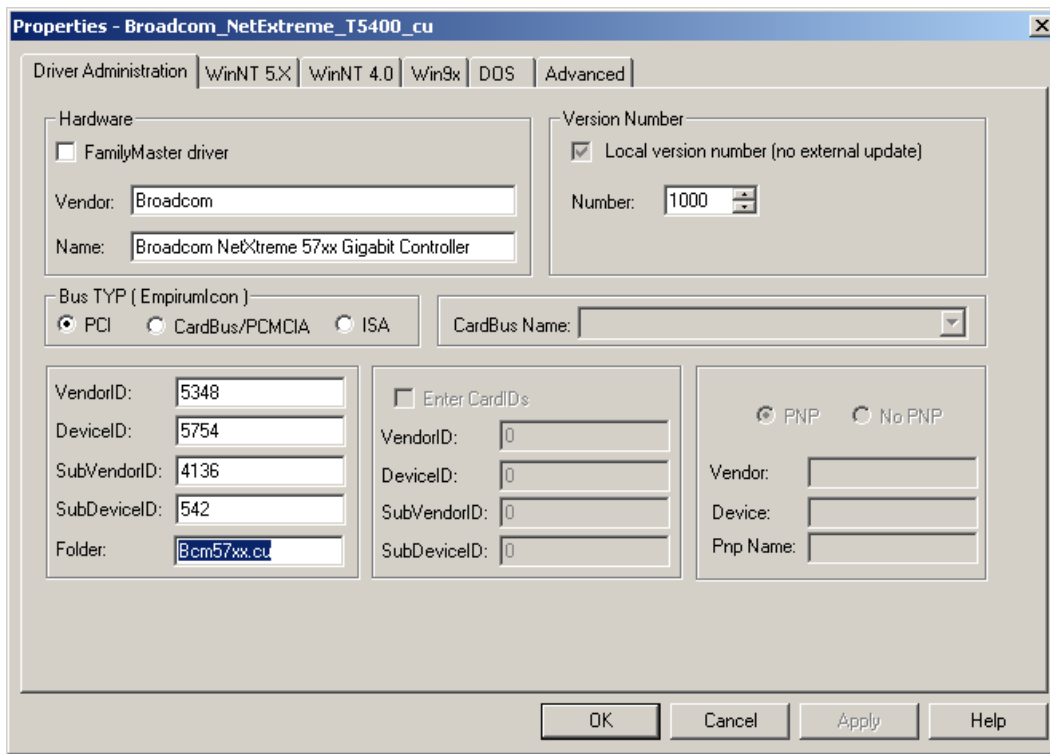 Properties - Broadcom_NetExtreme_T5400_cu
Driver Administration WinNT 5.X WinNT 4.0 Win9x DOS Advanced
Hardware
FamilyMaster driver
Vendor: Broadcom
Name: Broadcom NetXtreme 57xx Gigabit Controller
Version Number
Local version number (no external update)
Number: 1000
Bus TYP ( EmpirumIcon )
PCI CardBus/PCMCIA ISA
CardBus Name:
VendorID: 5348
DeviceID: 5754
SubVendorID: 4136
SubDeviceID: 542
Folder: Bcm57xx.cu
Enter CardIDs
VendorID: 0
DeviceID: 0
SubVendorID: 0
SubDeviceID: 0
PNP No PNP
Vendor:
Device:
Pnp Name:
OK Cancel Apply Help